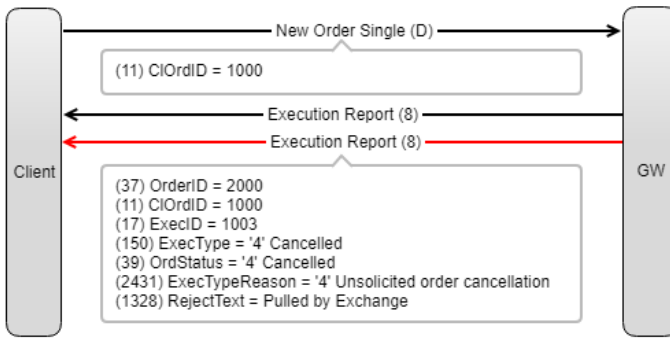 New Order Single (D)
(11) ClOrdID = 1000
Execution Report (8)
Execution Report (8)
Client
GW
(37) OrderID = 2000
(11) ClOrdID = 1000
(17) ExecID = 1003
(150) ExecType = '4' Cancelled
(39) OrdStatus = '4' Cancelled
(2431) ExecTypeReason = '4' Unsolicited order cancellation
(1328) RejectText = Pulled by Exchange